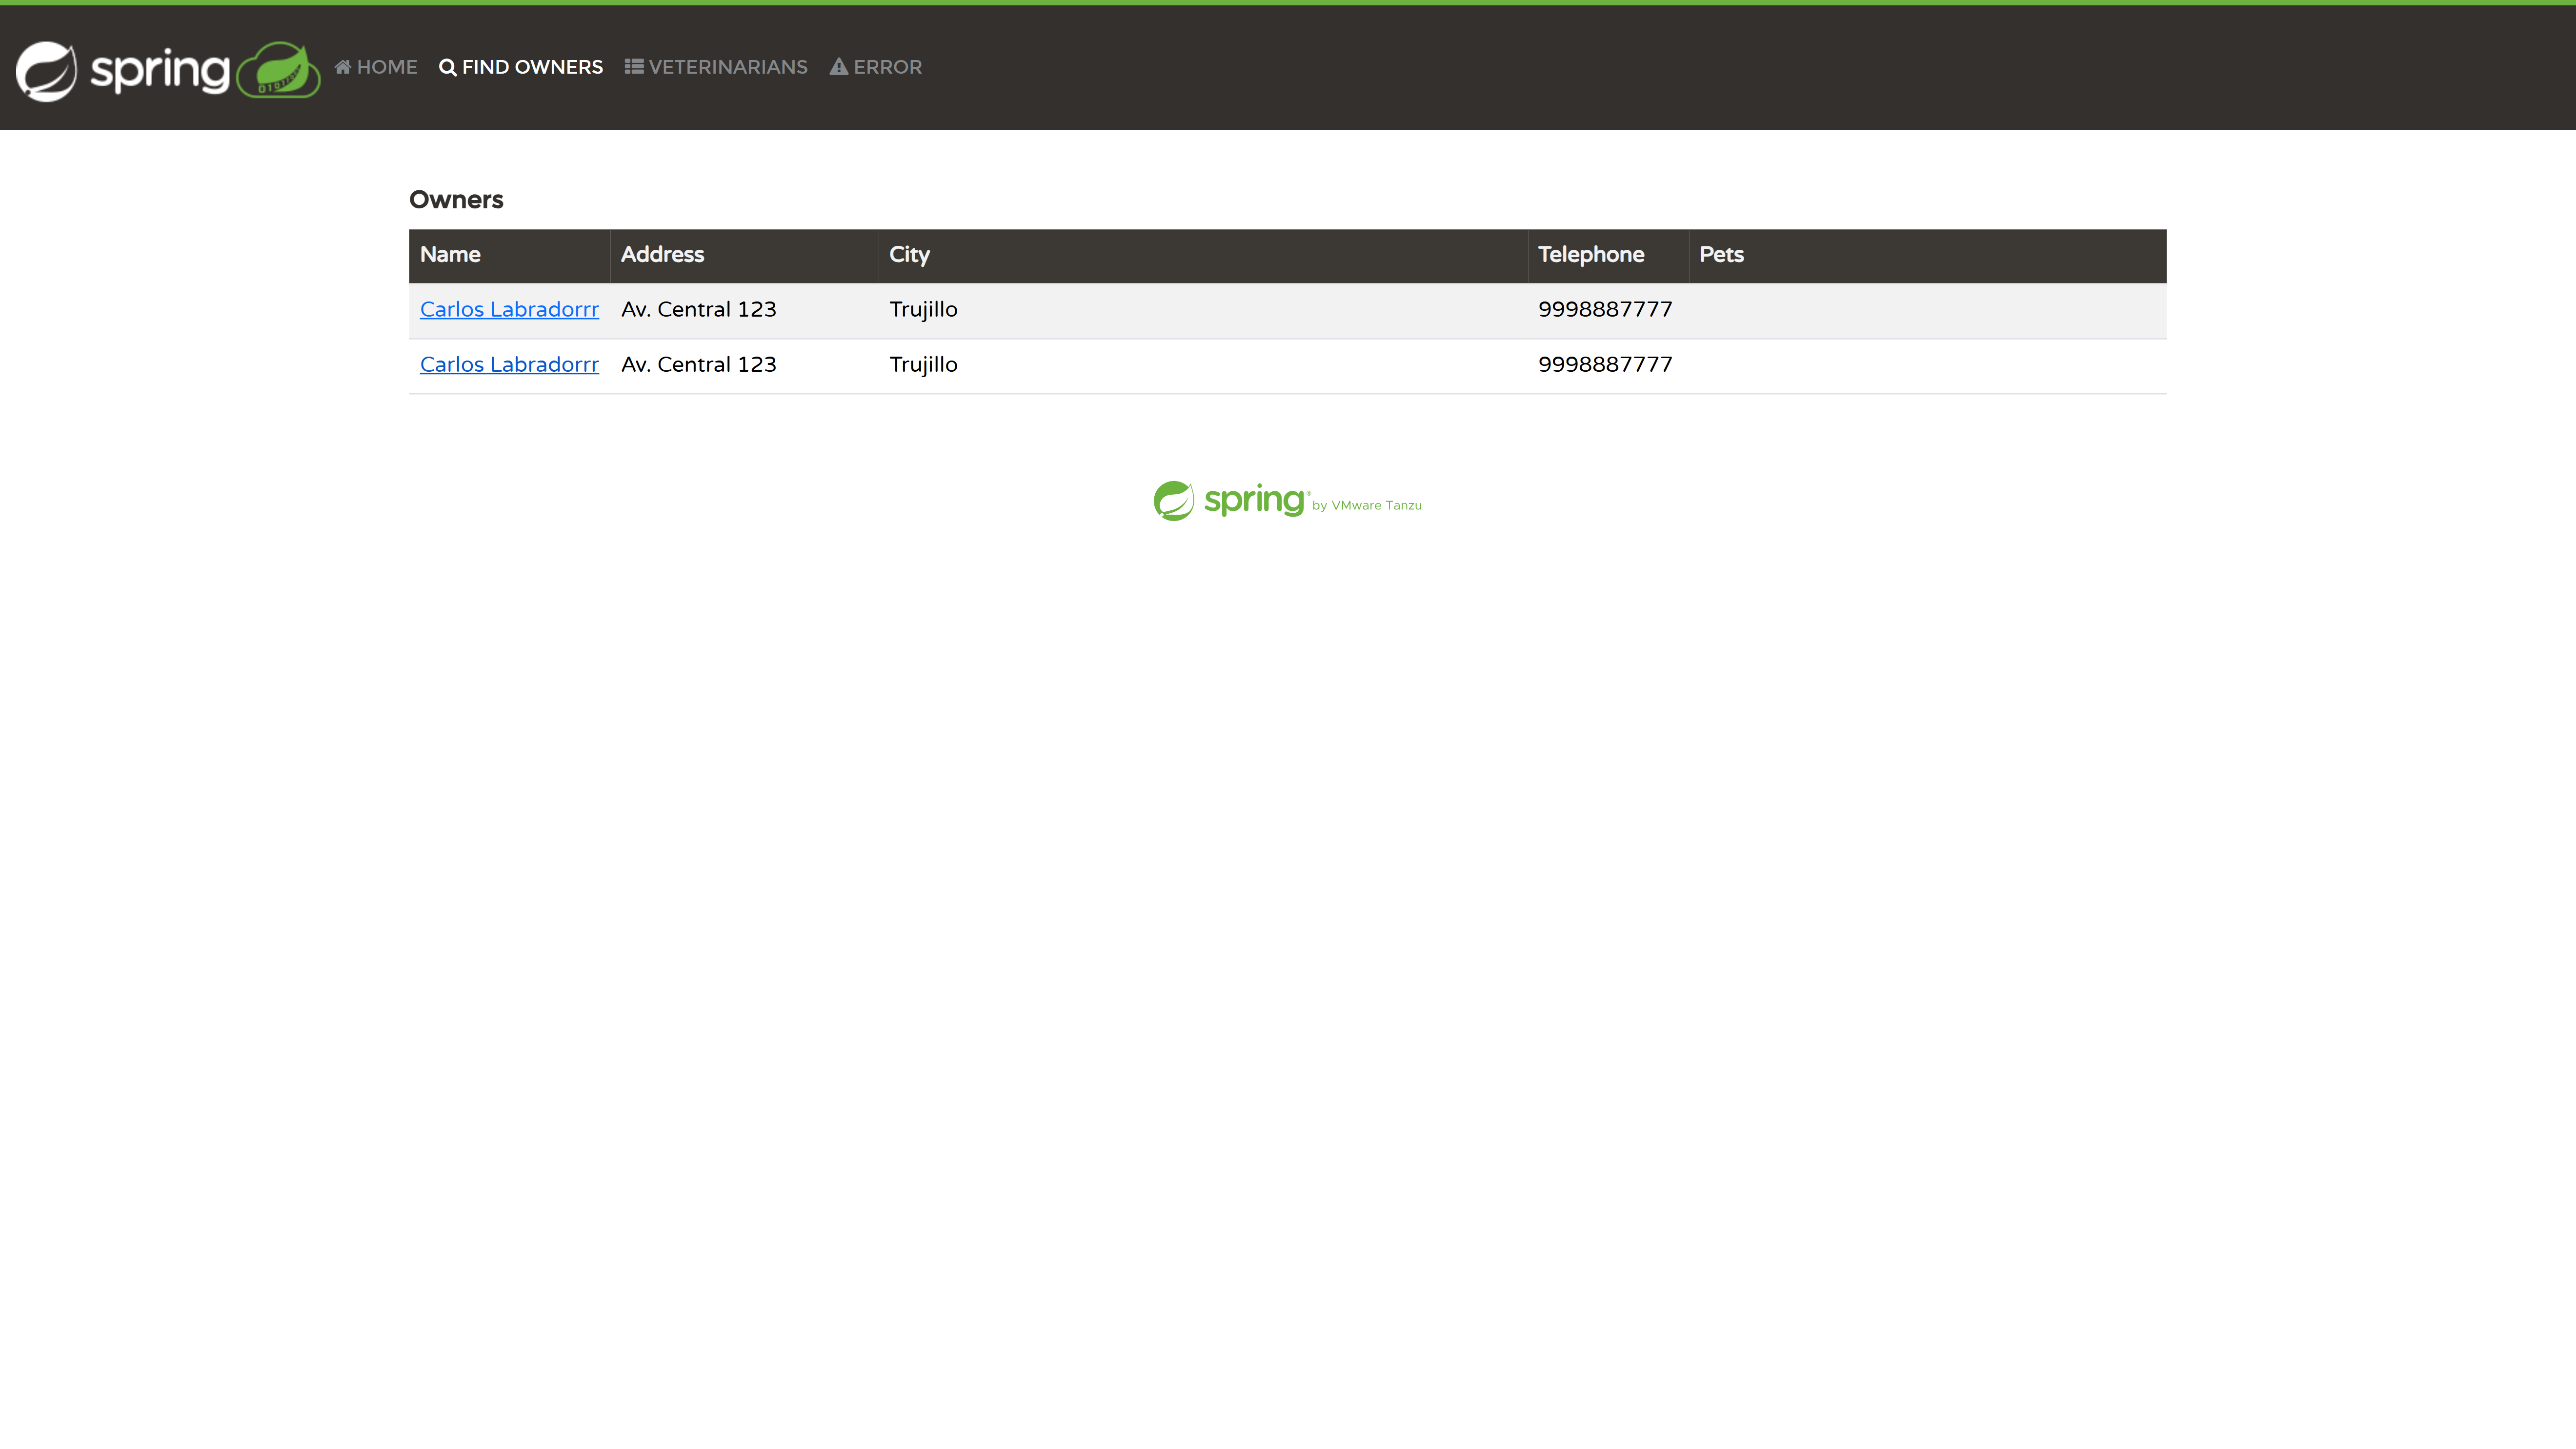 spring HOME FIND OWNERS VETERINARIANS ERROR
Owners
Name Address City Telephone Pets
Carlos Labradorrr Av. Central 123 Trujillo 9998887777
Carlos Labradorrr Av. Central 123 Trujillo 9998887777
spring® by VMware Tanzu